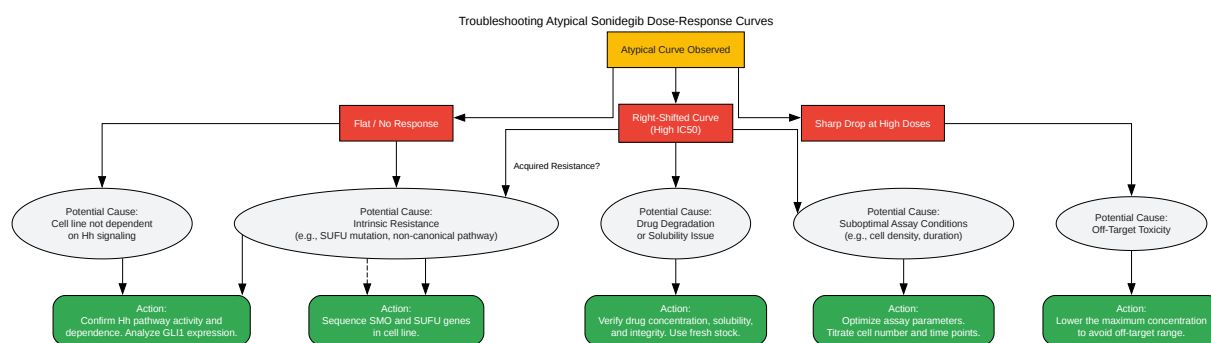 Troubleshooting Atypical Sonidegib Dose-Response Curves
Atypical Curve Observed
Flat / No Response
Right-Shifted Curve
(High IC50)
Sharp Drop at High Doses
Acquired Resistance?
Potential Cause:
Cell line not dependent
on Hh signaling
Potential Cause:
Intrinsic Resistance
(e.g., SUFU mutation, non-canonical pathway)
Potential Cause:
Drug Degradation
or Solubility Issue
Potential Cause:
Suboptimal Assay Conditions
(e.g., cell density, duration)
Potential Cause:
Off-Target Toxicity
Action:
Confirm Hh pathway activity and
dependence. Analyze GLI1 expression.
Action:
Sequence SMO and SUFU genes
in cell line.
Action:
Verify drug concentration, solubility,
and integrity. Use fresh stock.
Action:
Optimize assay parameters.
Titrate cell number and time points.
Action:
Lower the maximum concentration
to avoid off-target range.